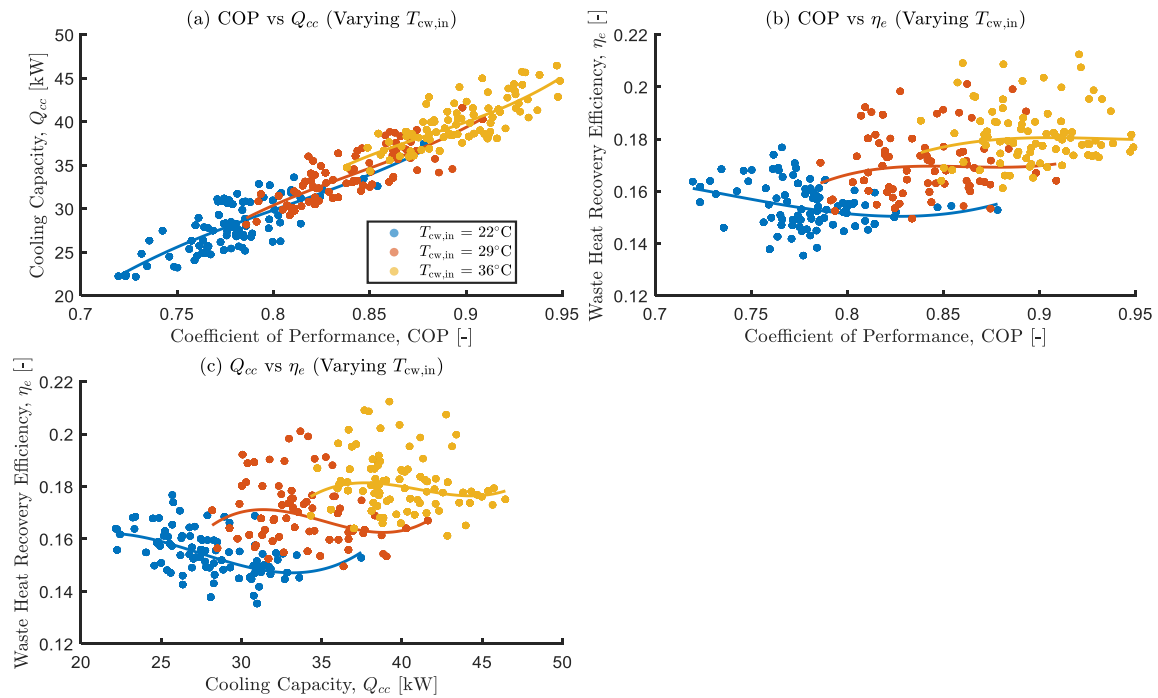 (a) COP vs Q_cc (Varying T_cw,in)
50
45
40
35
30
25
20
Cooling Capacity, Q_cc [kW]
T_cw,in = 22°C
T_cw,in = 29°C
T_cw,in = 36°C
0.7 0.75 0.8 0.85 0.9 0.95
Coefficient of Performance, COP [-]
(b) COP vs η_e (Varying T_cw,in)
0.22
0.2
0.18
0.16
0.14
0.12
Waste Heat Recovery Efficiency, η_e [-]
0.7 0.75 0.8 0.85 0.9 0.95
Coefficient of Performance, COP [-]
(c) Q_cc vs η_e (Varying T_cw,in)
0.22
0.2
0.18
0.16
0.14
0.12
Waste Heat Recovery Efficiency, η_e [-]
20 25 30 35 40 45 50
Cooling Capacity, Q_cc [kW]